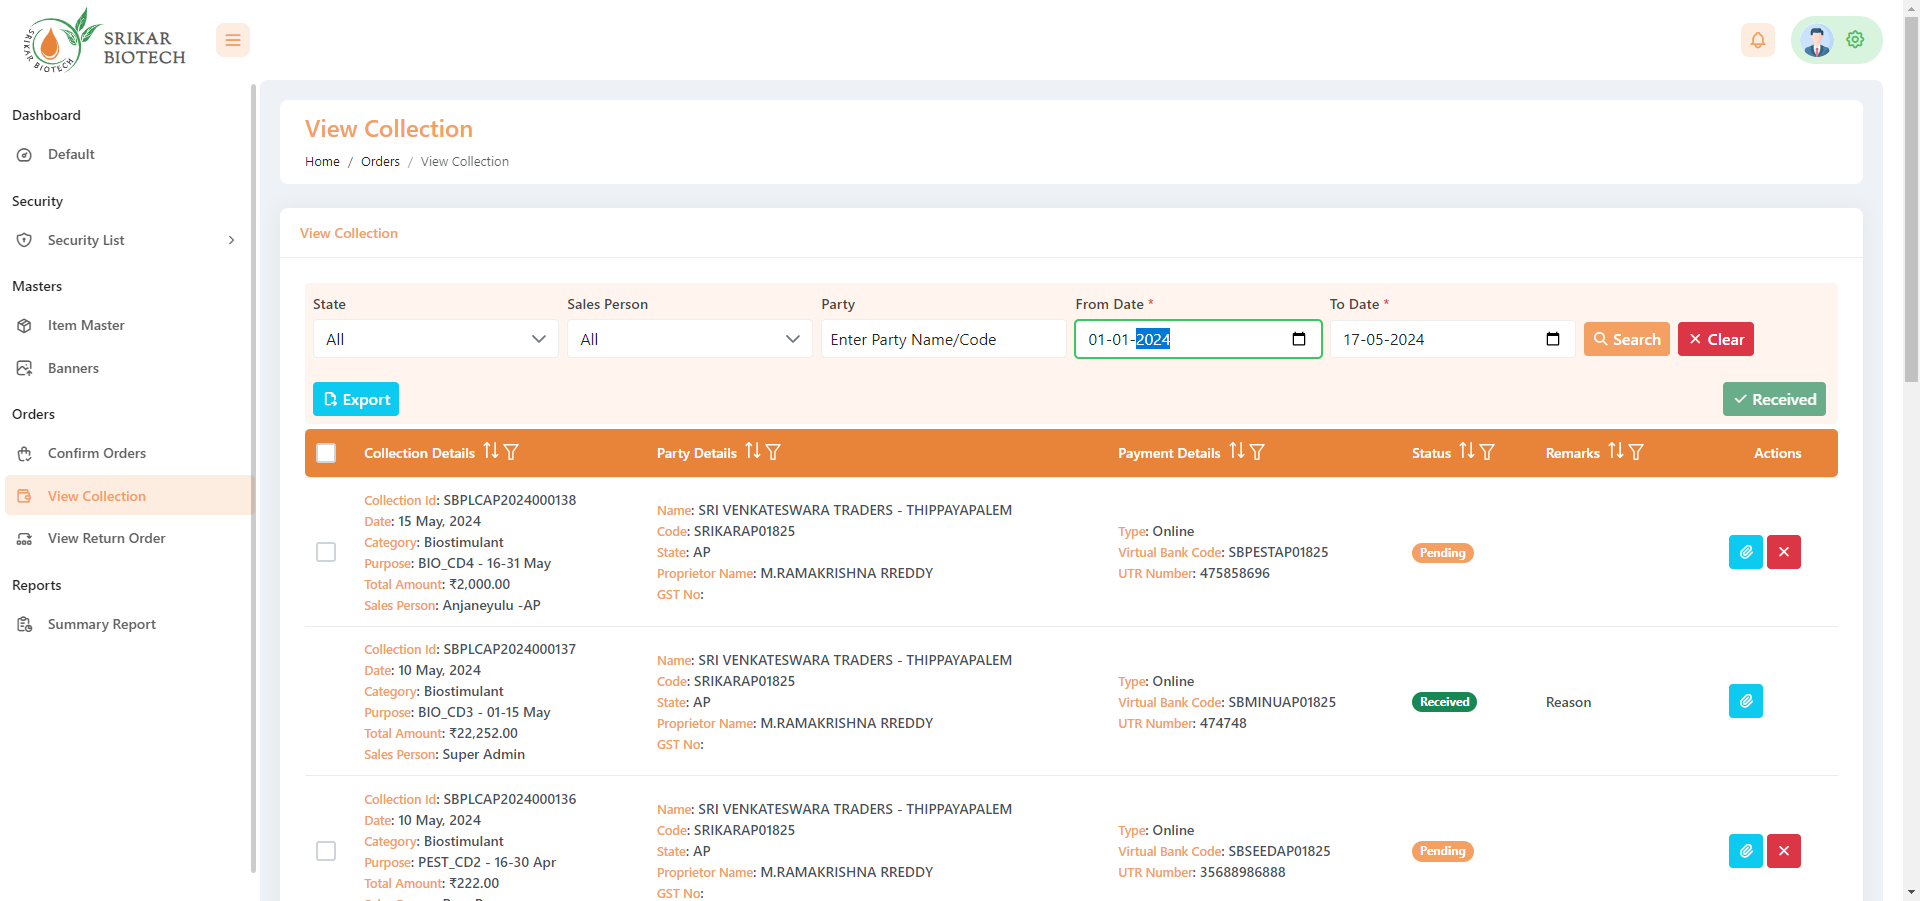 SRIKAR BIOTECH
SRIKAR
BIOTECH
Dashboard
Default
Security
Security List
Masters
Item Master
Banners
Orders
Confirm Orders
View Collection
View Return Order
Reports
Summary Report
View Collection
Home / Orders / View Collection
View Collection
State Sales Person Party From Date * To Date *
All All Enter Party Name/Code 01-01-2024 17-05-2024 Search Clear
Export Received
Collection Details Party Details Payment Details Status Remarks Actions
Collection Id: SBPLCAP2024000138
Date: 15 May, 2024
Category: Biostimulant
Purpose: BIO_CD4 - 16-31 May
Total Amount: ₹2,000.00
Sales Person: Anjaneyulu -AP
Name: SRI VENKATESWARA TRADERS - THIPPAYAPALEM
Code: SRIKARAP01825
State: AP
Proprietor Name: M.RAMAKRISHNA RREDDY
GST No:
Type: Online
Virtual Bank Code: SBPESTAP01825
UTR Number: 475858696
Pending
Collection Id: SBPLCAP2024000137
Date: 10 May, 2024
Category: Biostimulant
Purpose: BIO_CD3 - 01-15 May
Total Amount: ₹22,252.00
Sales Person: Super Admin
Name: SRI VENKATESWARA TRADERS - THIPPAYAPALEM
Code: SRIKARAP01825
State: AP
Proprietor Name: M.RAMAKRISHNA RREDDY
GST No:
Type: Online
Virtual Bank Code: SBMINUAP01825
UTR Number: 474748
Received
Reason
Collection Id: SBPLCAP2024000136
Date: 10 May, 2024
Category: Biostimulant
Purpose: PEST_CD2 - 16-30 Apr
Total Amount: ₹222.00
Name: SRI VENKATESWARA TRADERS - THIPPAYAPALEM
Code: SRIKARAP01825
State: AP
Proprietor Name: M.RAMAKRISHNA RREDDY
GST No:
Type: Online
Virtual Bank Code: SBSEEDAP01825
UTR Number: 35688986888
Pending